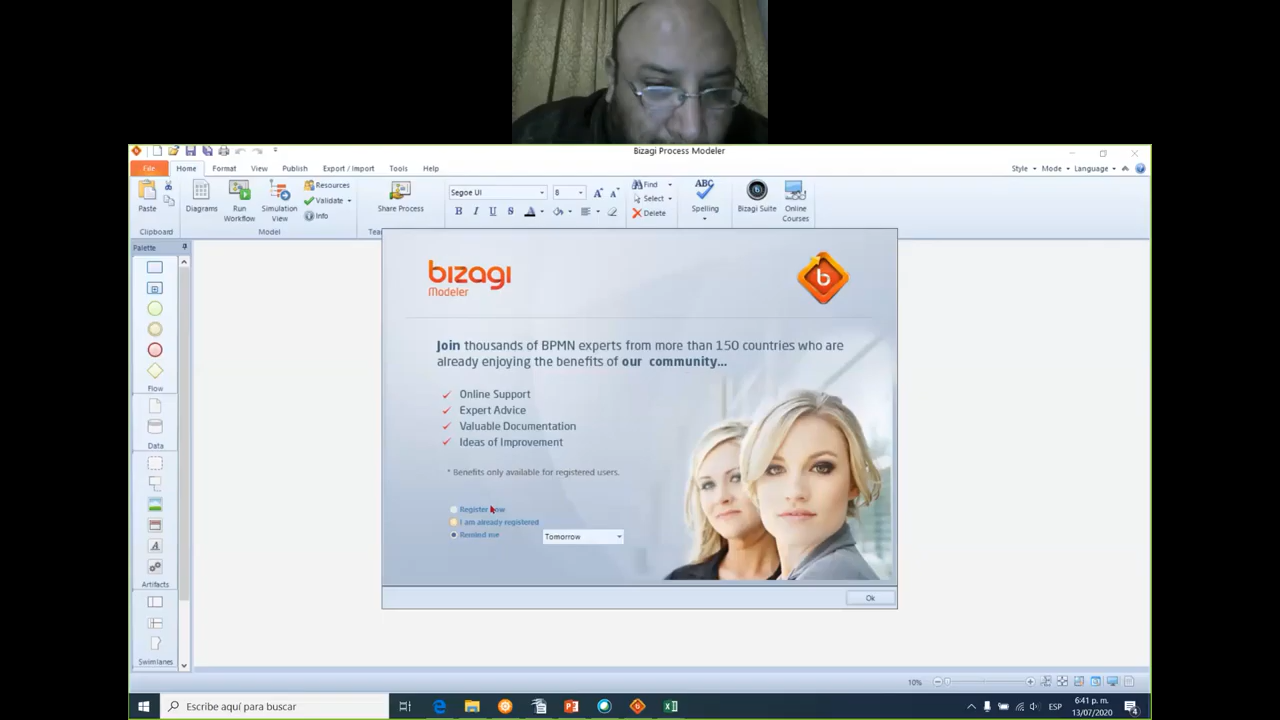 Bizagi Process Modeler
File Home Format View Publish Export / Import Tools Help Style Mode Language
Paste
Clipboard
Diagrams
Run Workflow
Simulation View
Resources
Validate
Info
Model
Share Process
Segoe UI 8
B I U S A
Find
Select
Delete
ABC
Spelling
Bizagi Suite
Online Courses
Palette
Flow
Data
A
Artifacts
Swimlanes
bizagi
Modeler
b
Join thousands of BPMN experts from more than 150 countries who are
already enjoying the benefits of our community...
Online Support
Expert Advice
Valuable Documentation
Ideas of Improvement
* Benefits only available for registered users.
Register now
I am already registered
Remind me
Tomorrow
Ok
10%
Escribe aquí para buscar
ESP
6:41 p. m.
13/07/2020
4